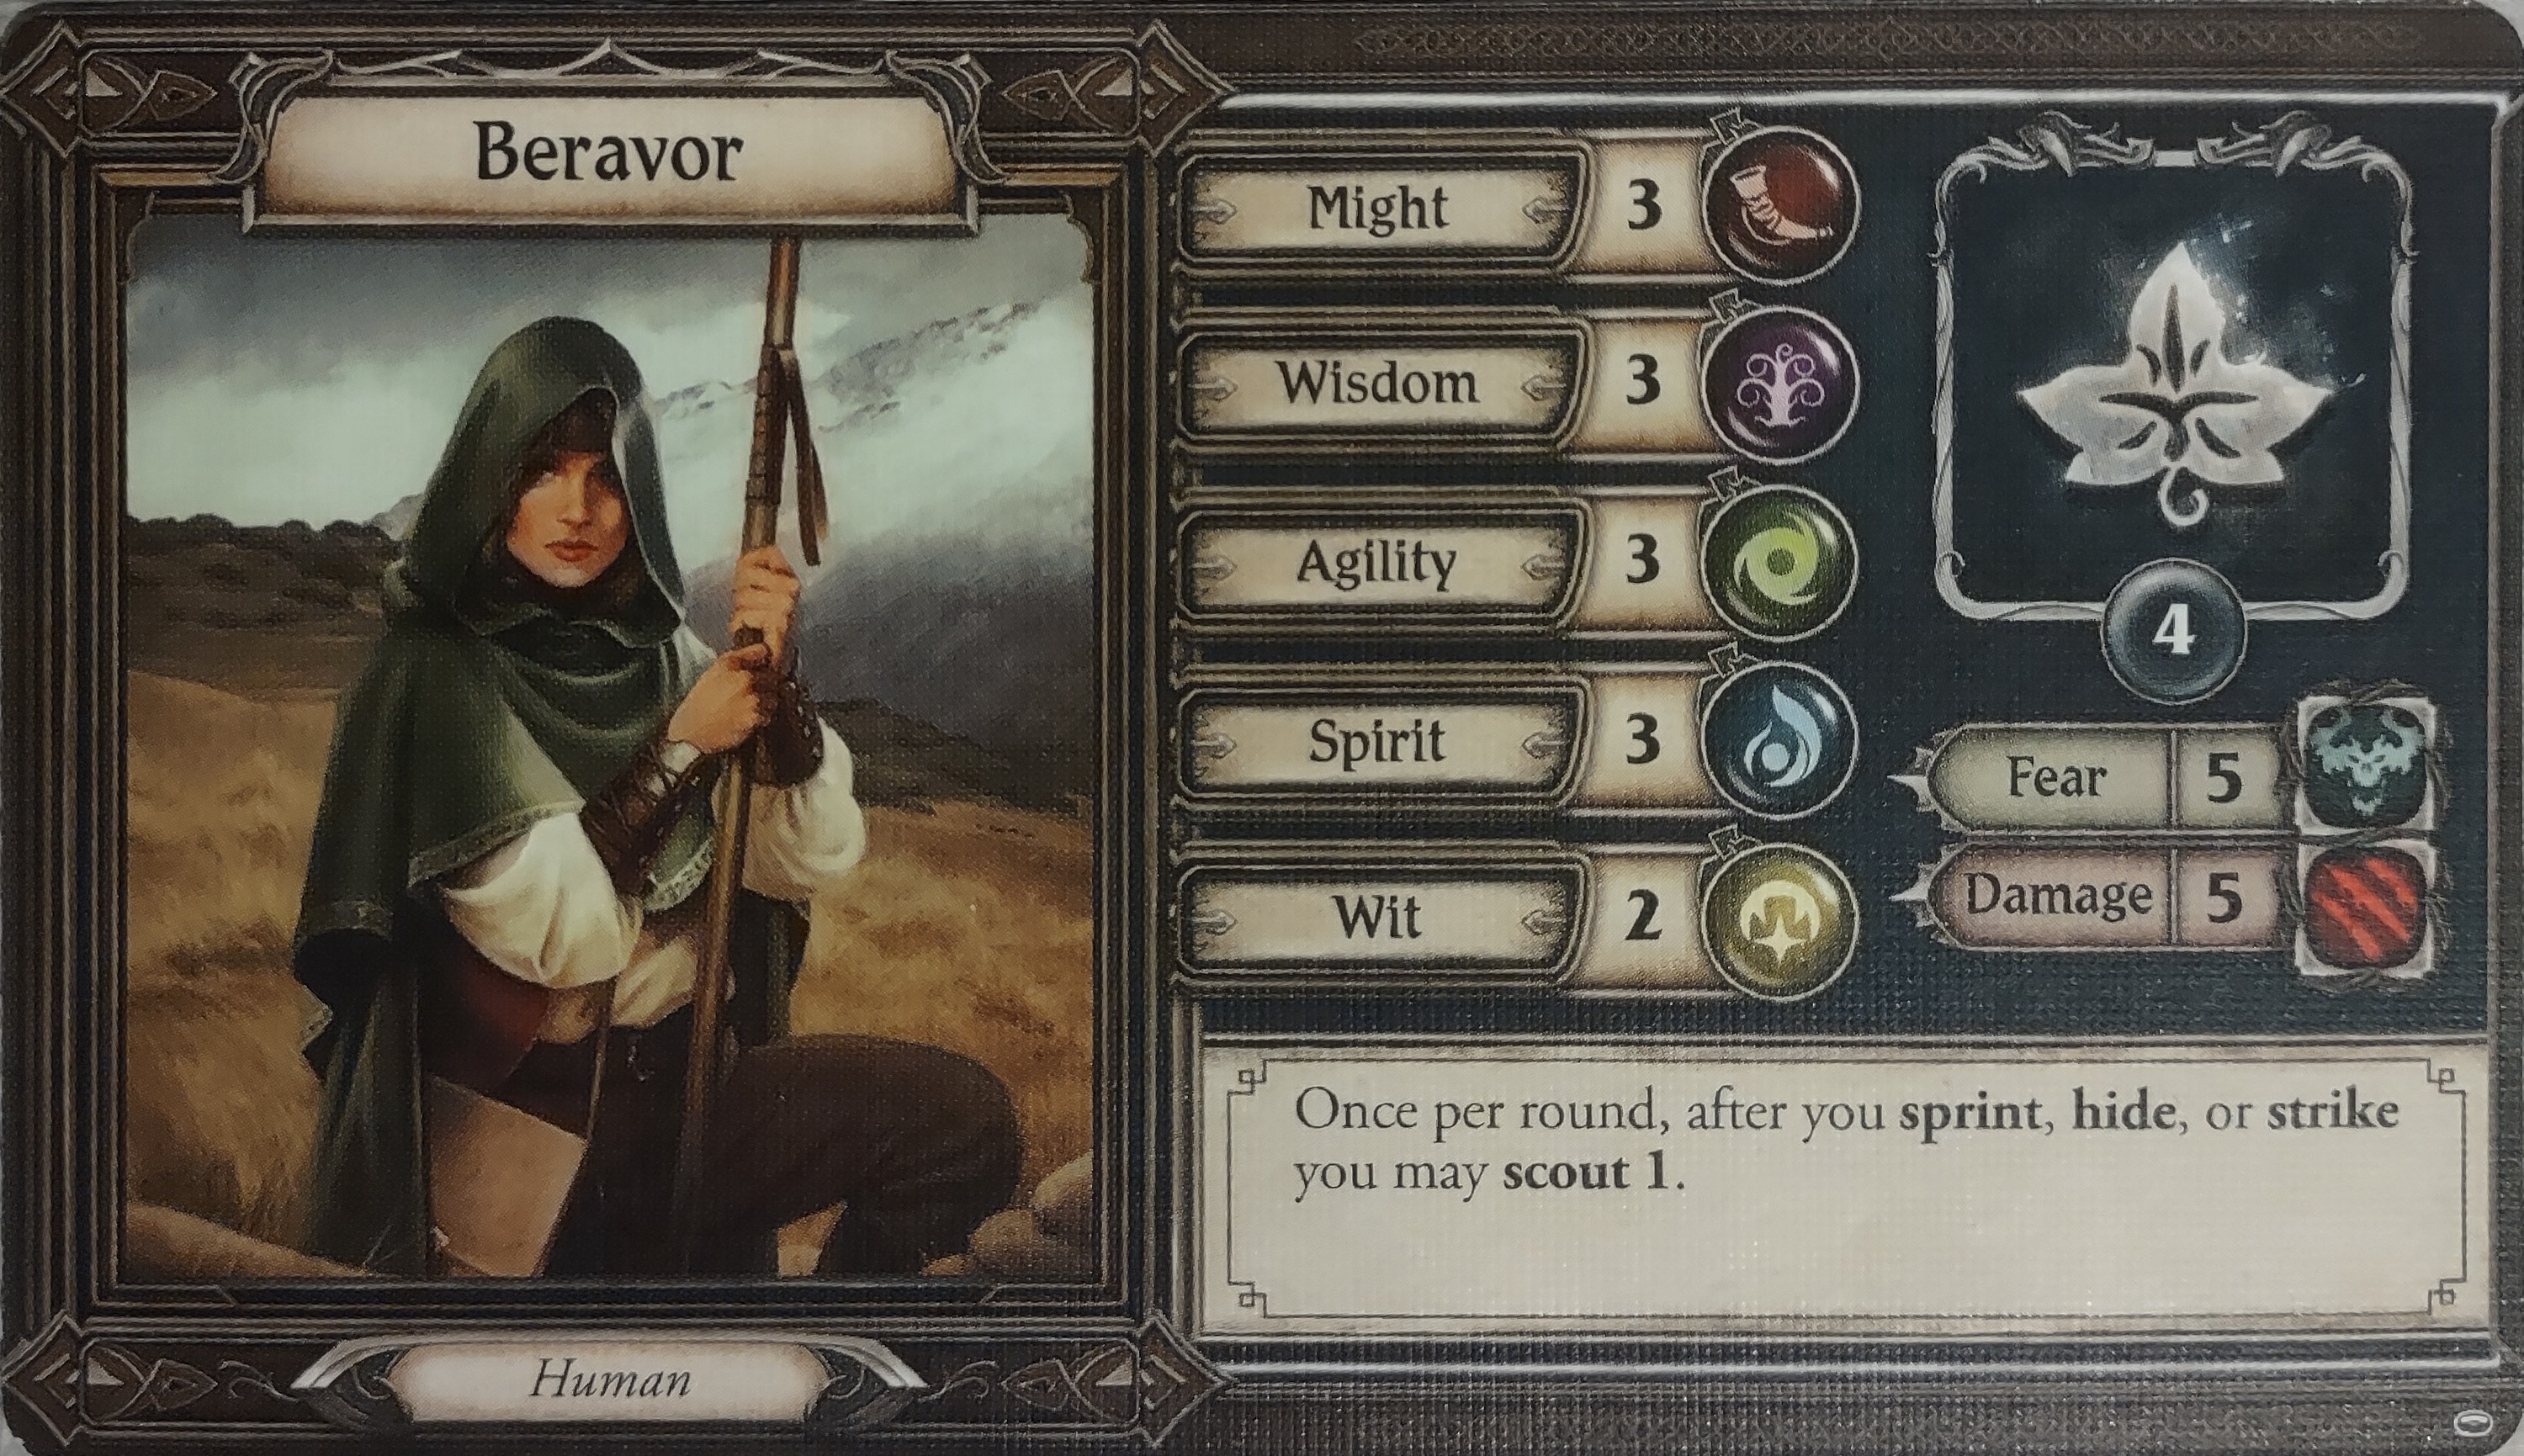 Beravor
Might 3
Wisdom 3
Agility 3
Spirit 3
Wit 2
4
Fear 5
Damage 5
Once per round, after you sprint, hide, or strike
you may scout 1.
Human